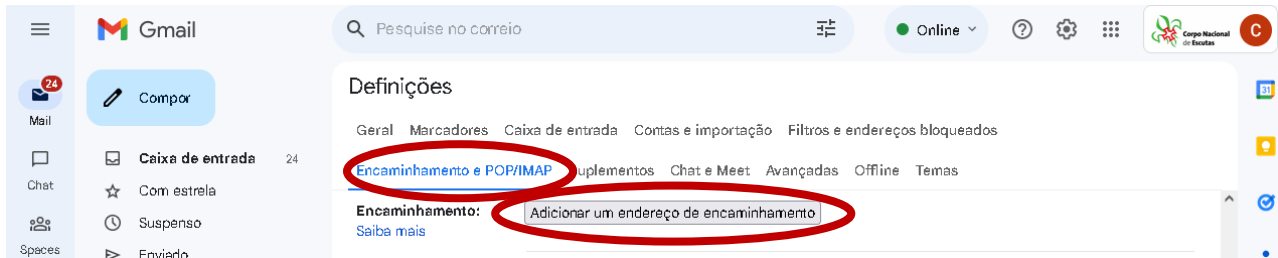 Gmail
Pesquise no correio
Online
Corpo Nacional
de Escutas
C
24
Mail
Compor
Definições
31
Geral Marcadores Caixa de entrada Contas e importação Filtros e endereços bloqueados
Chat
Caixa de entrada 24
Encaminhamento e POP/IMAP uplementos Chat e Meet Avançadas Offline Temas
Com estrela
Encaminhamento: Adicionar um endereço de encaminhamento
Saiba mais
Suspenso
Spaces
Enviado